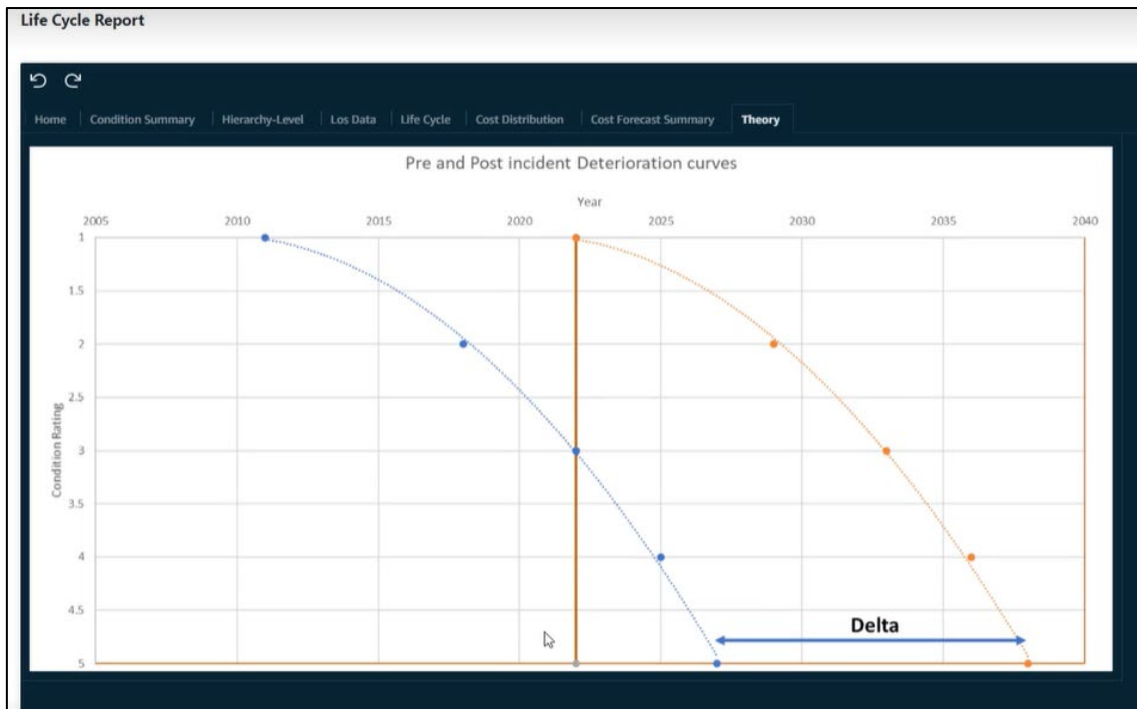 Life Cycle Report
Home Condition Summary Hierarchy-Level Los Data Life Cycle Cost Distribution Cost Forecast Summary Theory
Pre and Post incident Deterioration curves
Year
2005 2010 2015 2020 2025 2030 2035 2040
1
1.5
2
2.5
3
3.5
4
4.5
5
Condition Rating
Delta